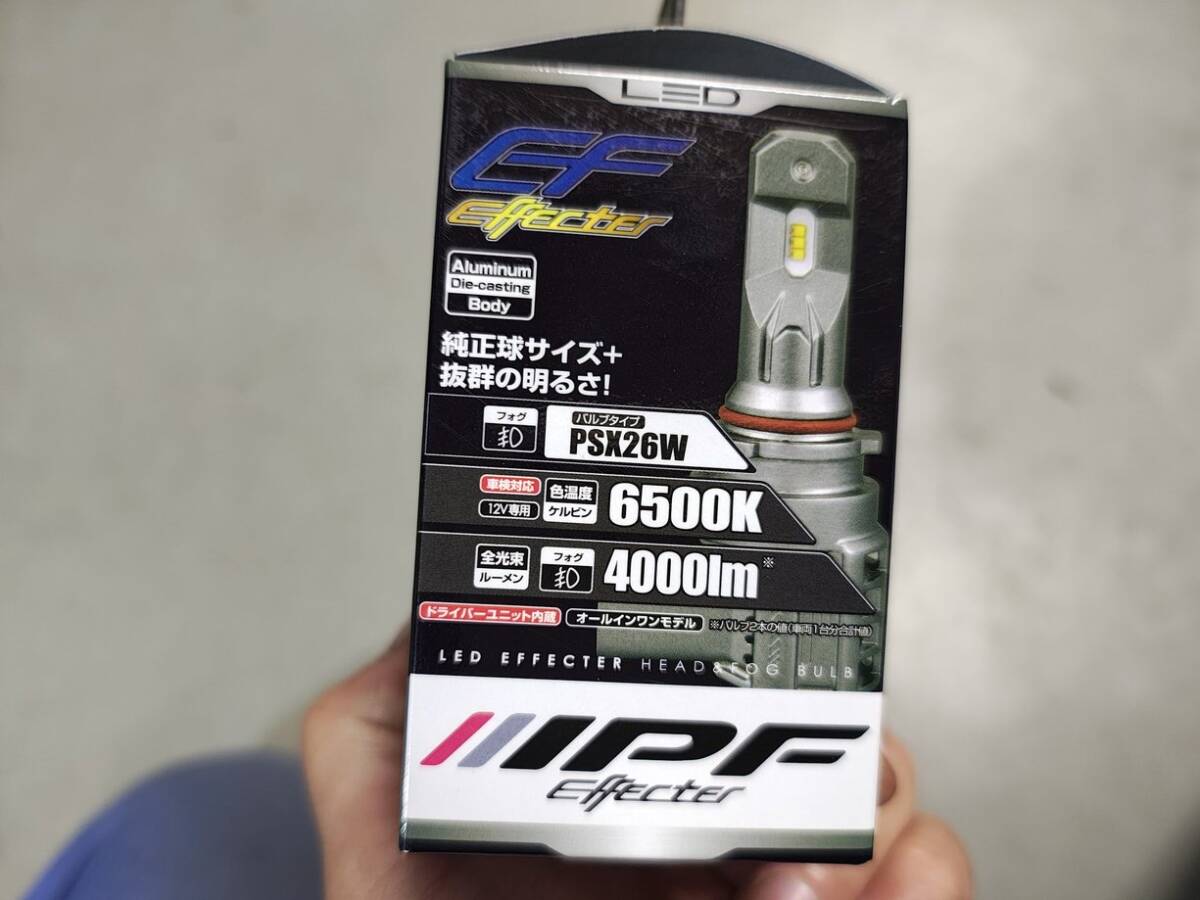 LED
EF
Effecter
Aluminum
Die-casting
Body
純正球サイズ+
抜群の明るさ!
フォグ
バルブタイプ
PSX26W
車検対応
12V専用
色温度
ケルビン
6500K
全光束
ルーメン
フォグ
4000lm※
ドライバーユニット内蔵 オールインワンモデル ※バルブ2本の値(車両1台分合計値)
LED EFFECTER HEAD&FOG BULB
IPF
Effecter